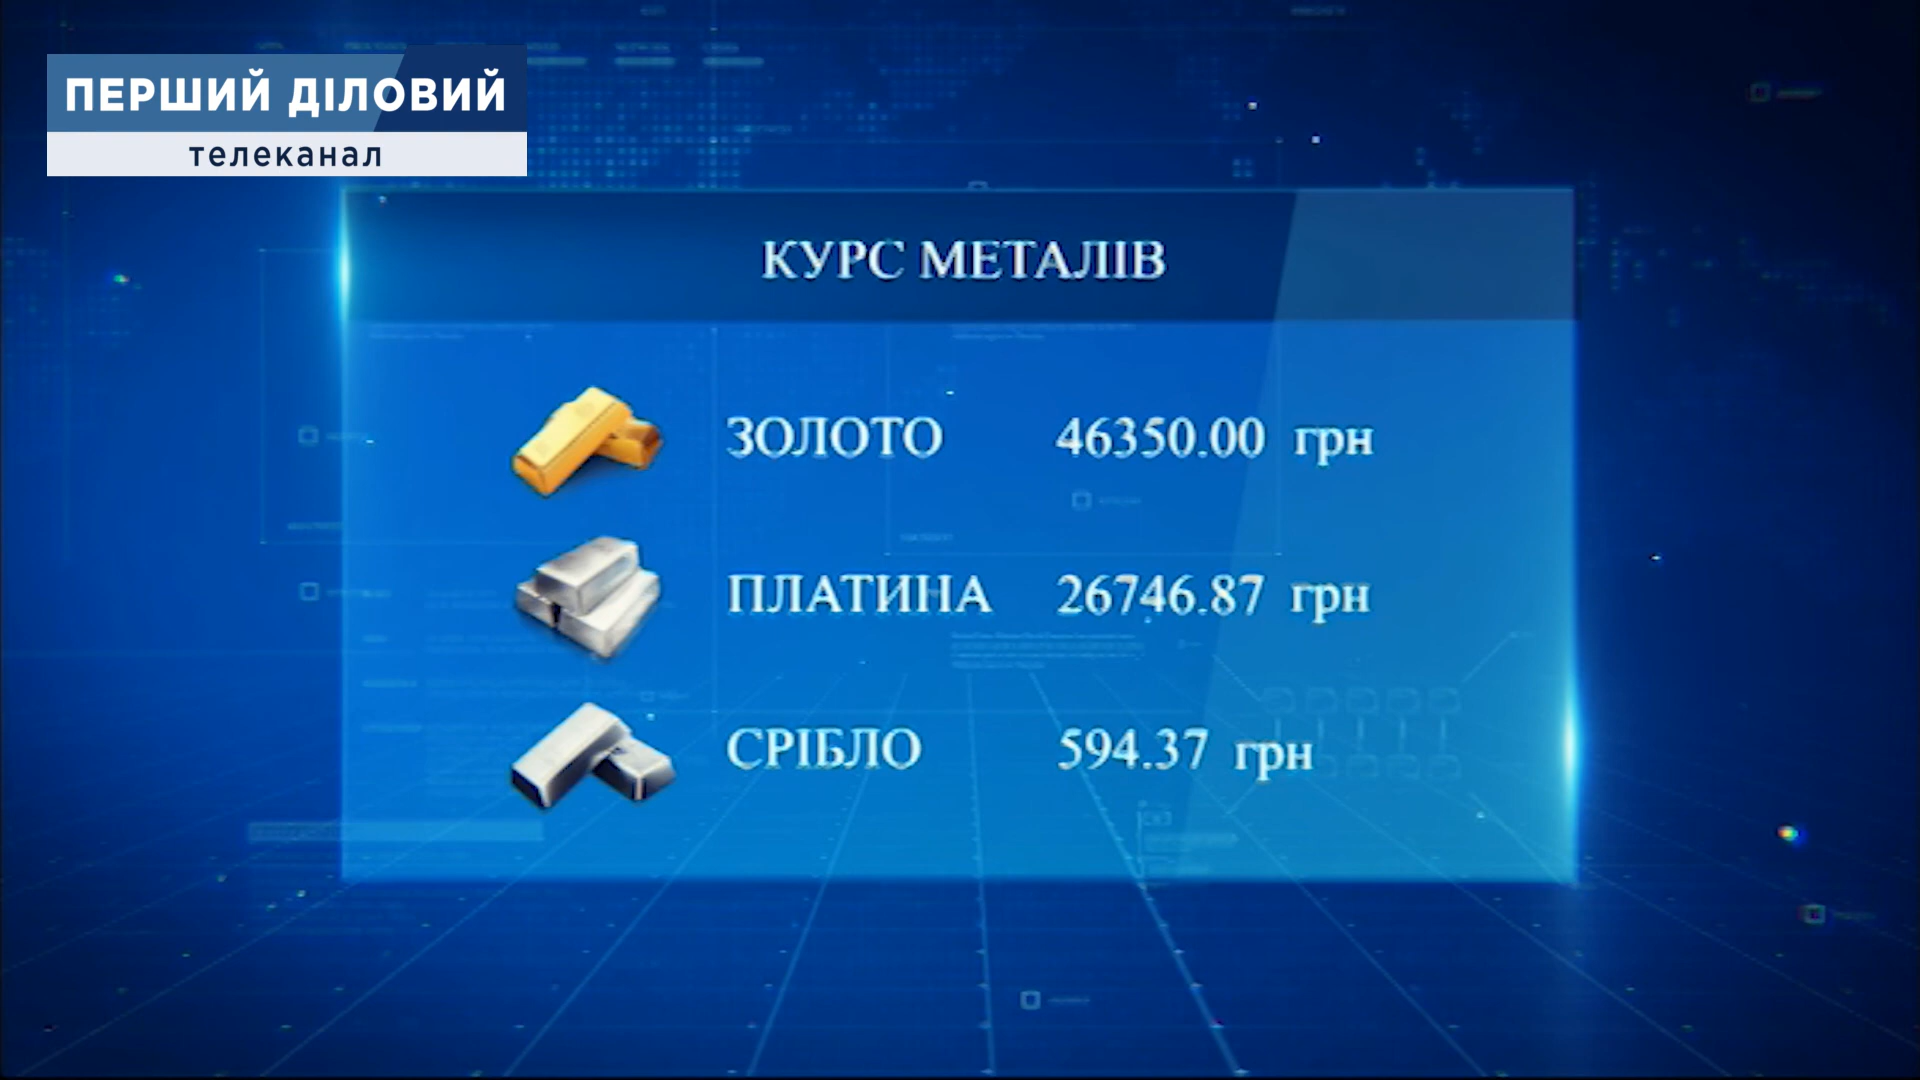 ПЕРШИЙ ДІЛОВИЙ
телеканал
КУРС МЕТАЛІВ
ЗОЛОТО 46350.00 грн
ПЛАТИНА 26746.87 грн
СРІБЛО 594.37 грн